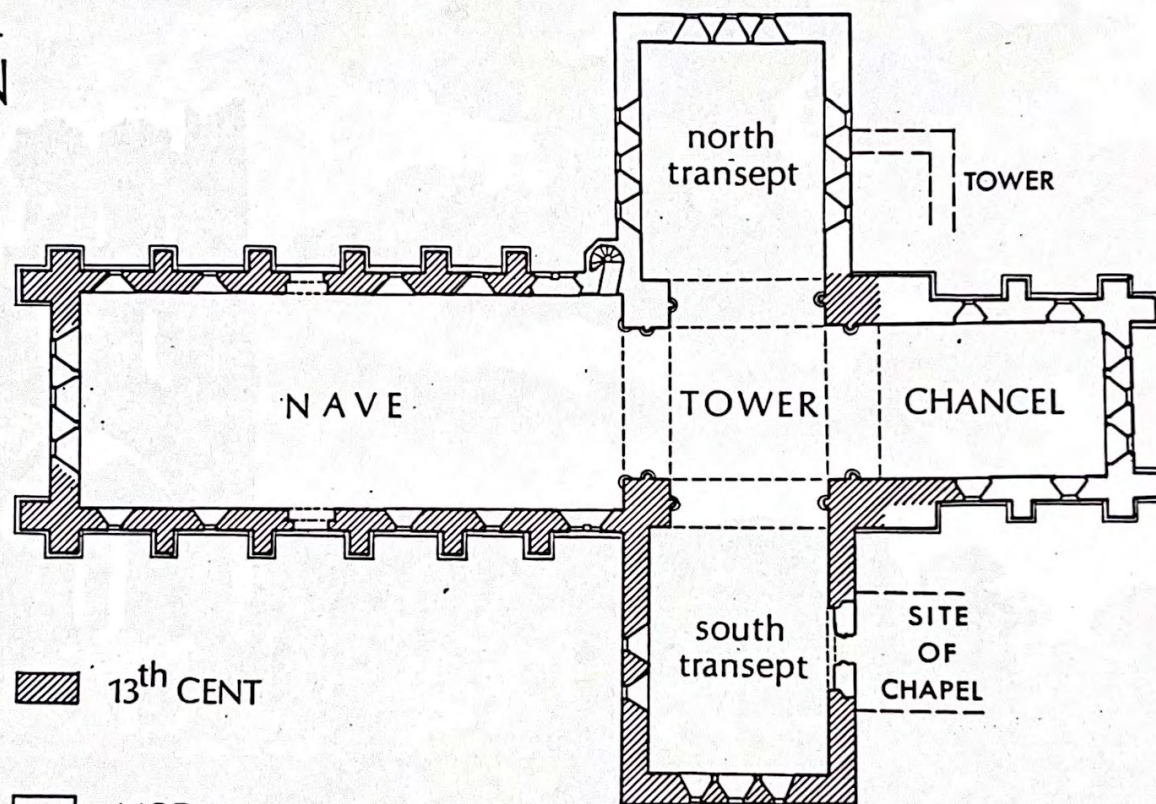 north
transept
TOWER
NAVE
TOWER
CHANCEL
south
transept
SITE
OF
CHAPEL
13th CENT